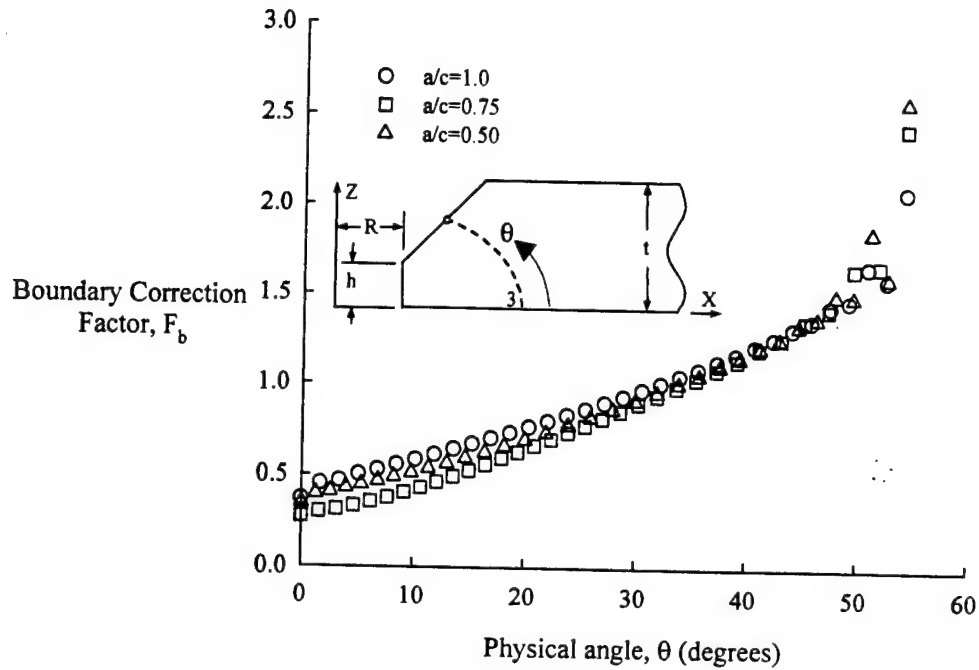 3.0
2.5
2.0
1.5
1.0
0.5
0.0
Boundary Correction
Factor, F_b
a/c=1.0
a/c=0.75
a/c=0.50
Z
R
h
θ
t
3
X
0
10
20
30
40
50
60
Physical angle, θ (degrees)